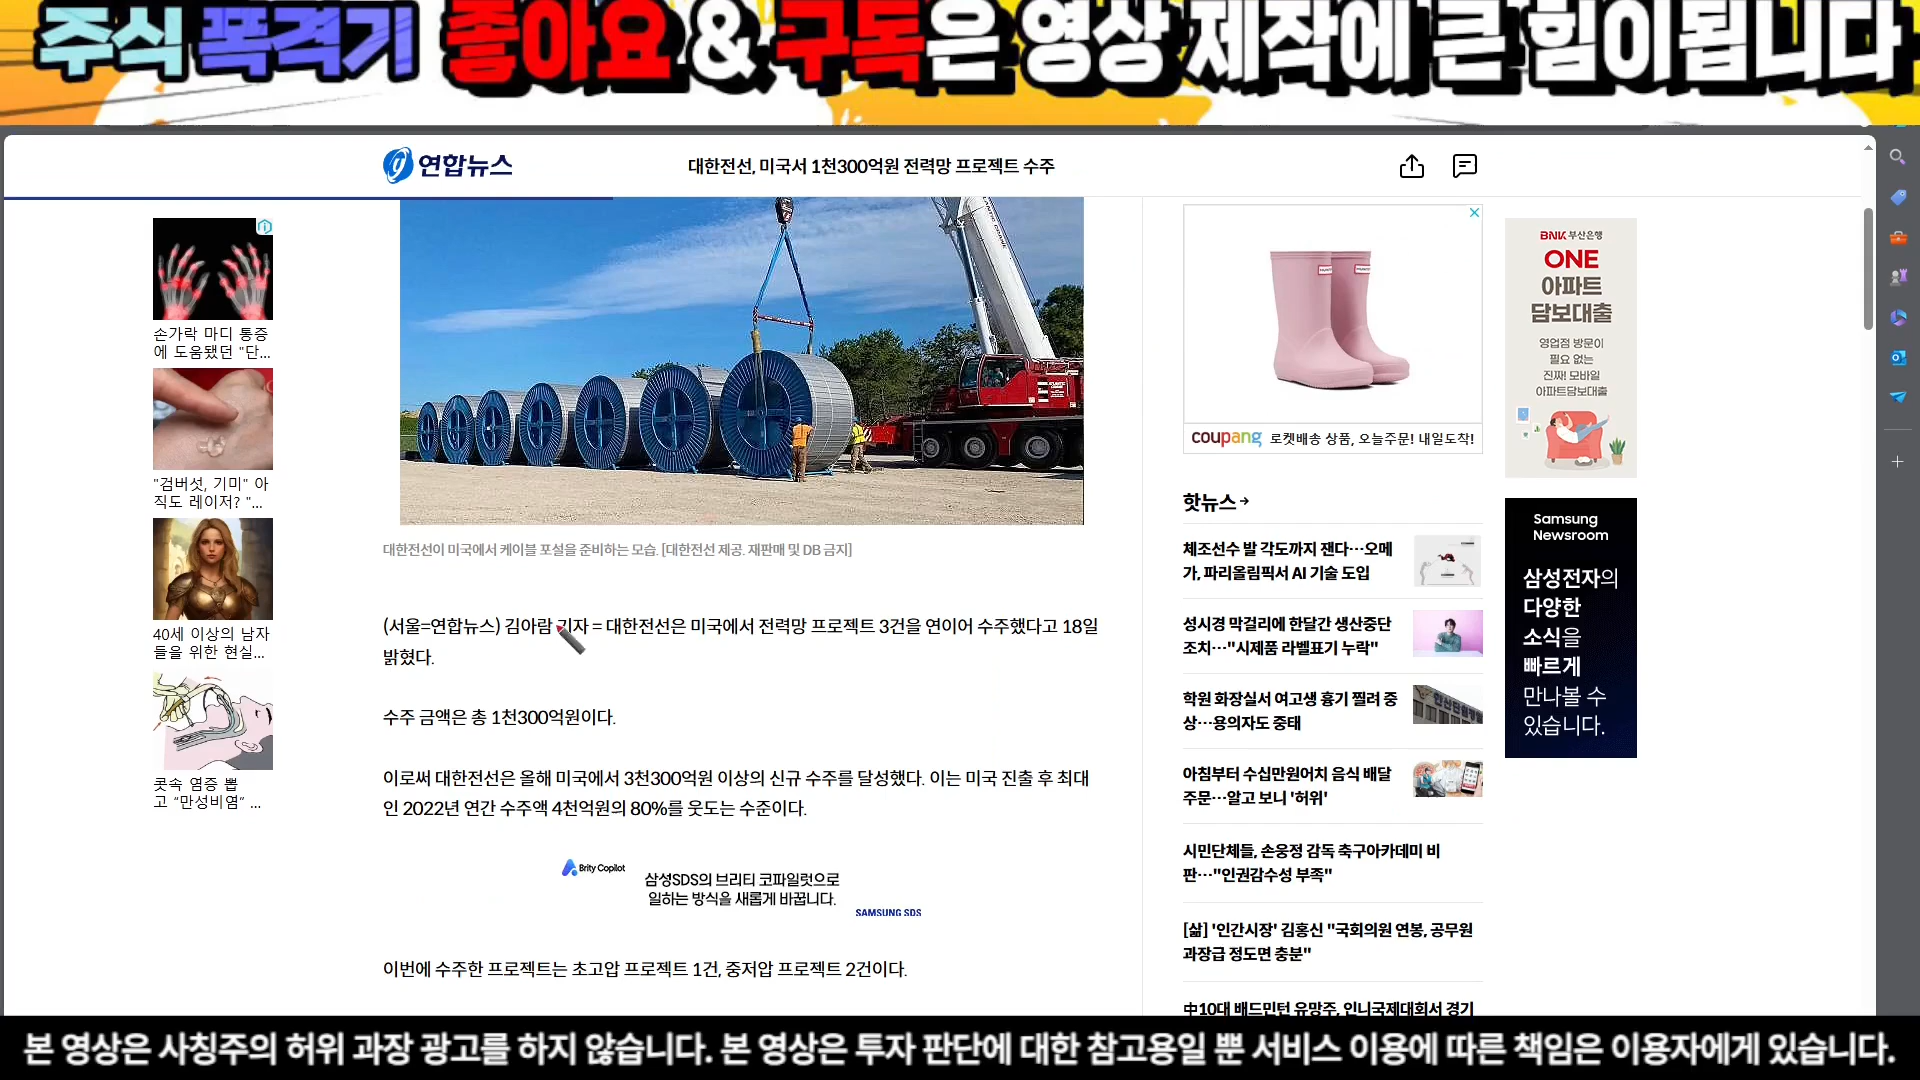 주식 폭격기 좋아요 & 구독은 영상 제작에 큰 힘이됩니다
연합뉴스
대한전선, 미국서 1천300억원 전력망 프로젝트 수주
손가락 마디 통증
에 도움됐던 "단...
"검버섯, 기미" 아
직도 레이저? "...
40세 이상의 남자
들을 위한 현실...
콧속 염증 뽑
고 “만성비염” ...
대한전선이 미국에서 케이블 포설을 준비하는 모습. [대한전선 제공. 재판매 및 DB 금지]
(서울=연합뉴스) 김아람 기자 = 대한전선은 미국에서 전력망 프로젝트 3건을 연이어 수주했다고 18일
밝혔다.
수주 금액은 총 1천300억원이다.
이로써 대한전선은 올해 미국에서 3천300억원 이상의 신규 수주를 달성했다. 이는 미국 진출 후 최대
인 2022년 연간 수주액 4천억원의 80%를 웃도는 수준이다.
Brity Copilot
삼성SDS의 브리티 코파일럿으로
일하는 방식을 새롭게 바꿉니다.
SAMSUNG SDS
이번에 수주한 프로젝트는 초고압 프로젝트 1건, 중저압 프로젝트 2건이다.
coupang 로켓배송 상품, 오늘주문! 내일도착!
핫뉴스
체조선수 발 각도까지 잰다…오메
가, 파리올림픽서 AI 기술 도입
성시경 막걸리에 한달간 생산중단
조치…"시제품 라벨표기 누락"
학원 화장실서 여고생 흉기 찔려 중
상…용의자도 중태
아침부터 수십만원어치 음식 배달
주문…알고 보니 '허위'
시민단체들, 손웅정 감독 축구아카데미 비
판…"인권감수성 부족"
[삶] '인간시장' 김홍신 "국회의원 연봉, 공무원
과장급 정도면 충분"
中10대 배드민턴 유망주, 인니국제대회서 경기
BNK 부산은행
ONE
아파트
담보대출
영업점 방문이
필요 없는
진짜! 모바일
아파트담보대출
Samsung
Newsroom
삼성전자의
다양한
소식을
빠르게
만나볼 수
있습니다.
본 영상은 사칭주의 허위 과장 광고를 하지 않습니다. 본 영상은 투자 판단에 대한 참고용일 뿐 서비스 이용에 따른 책임은 이용자에게 있습니다.